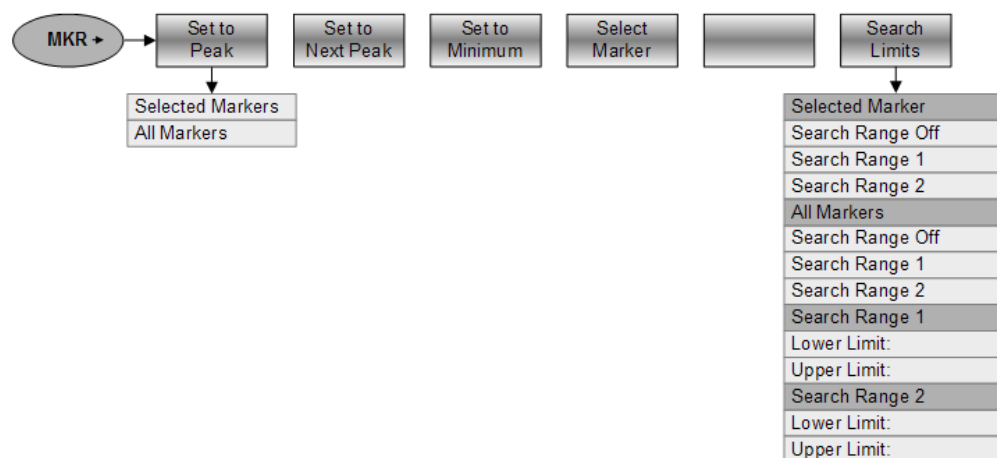 MKR
Set to
Peak
Set to
Next Peak
Set to
Minimum
Select
Marker
Search
Limits
Selected Markers
All Markers
Selected Marker
Search Range Off
Search Range 1
Search Range 2
All Markers
Search Range Off
Search Range 1
Search Range 2
Search Range 1
Lower Limit:
Upper Limit:
Search Range 2
Lower Limit:
Upper Limit: